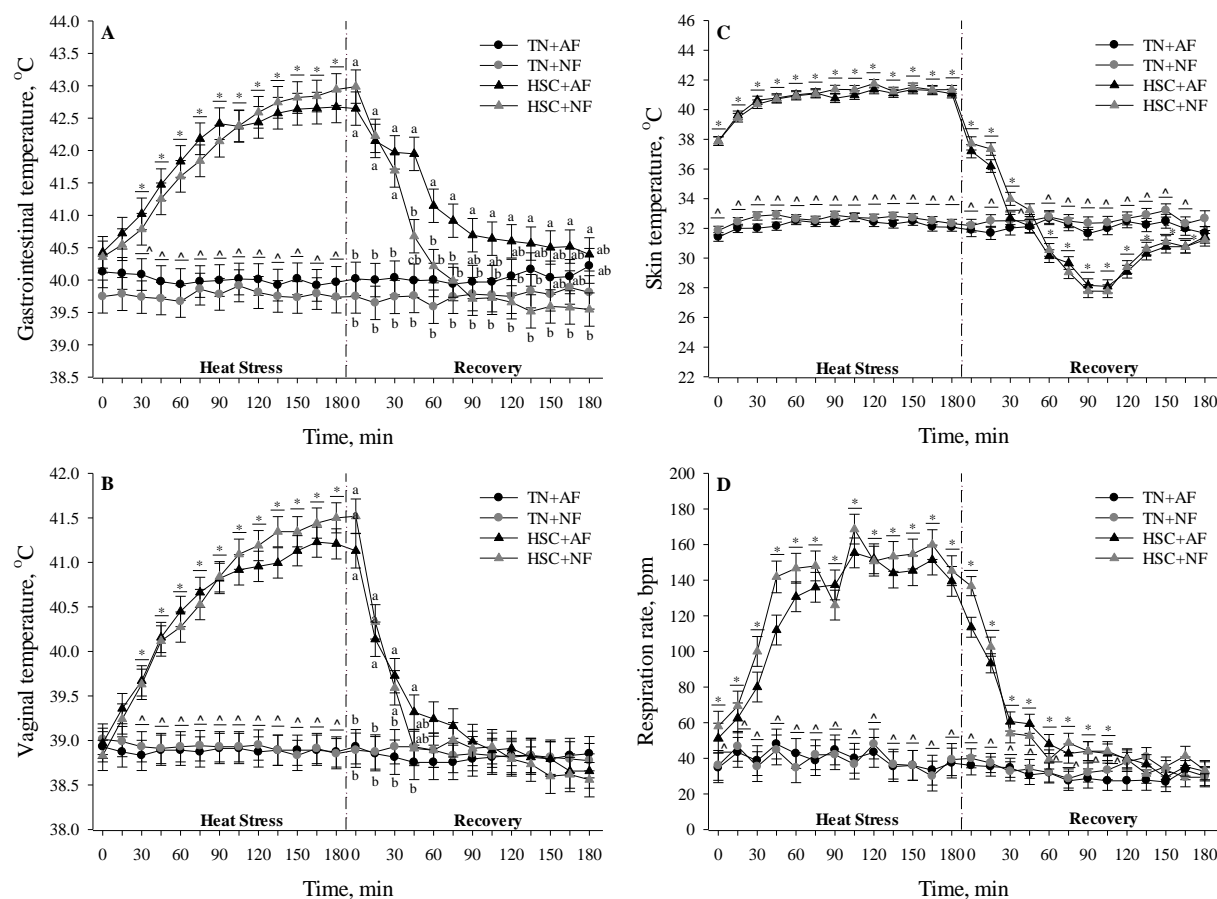 A
Gastrointestinal temperature, °C
44.0
43.5
43.0
42.5
42.0
41.5
41.0
40.5
40.0
39.5
39.0
38.5
TN+AF
TN+NF
HSC+AF
HSC+NF
Heat Stress
Recovery
0 30 60 90 120 150 180 0 30 60 90 120 150 180
Time, min
C
Skin temperature, °C
42
40
38
36
34
32
30
28
26
24
22
TN+AF
TN+NF
HSC+AF
HSC+NF
Heat Stress
Recovery
0 30 60 90 120 150 180 0 30 60 90 120 150 180
Time, min
B
Vaginal temperature, °C
42.0
41.5
41.0
40.5
40.0
39.5
39.0
38.5
38.0
TN+AF
TN+NF
HSC+AF
HSC+NF
Heat Stress
Recovery
0 30 60 90 120 150 180 0 30 60 90 120 150 180
Time, min
D
Respiration rate, bpm
200
180
160
140
120
100
80
60
40
20
0
TN+AF
TN+NF
HSC+AF
HSC+NF
Heat Stress
Recovery
0 30 60 90 120 150 180 0 30 60 90 120 150 180
Time, min